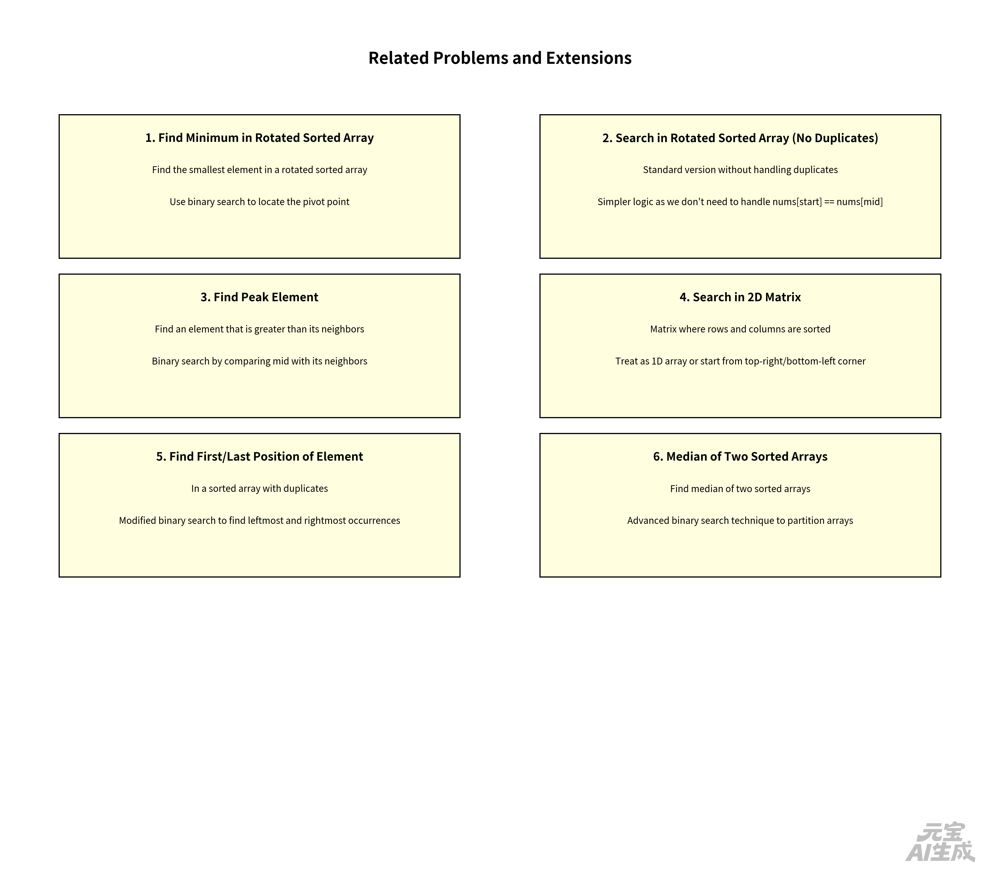 Related Problems and Extensions
1. Find Minimum in Rotated Sorted Array
Find the smallest element in a rotated sorted array
Use binary search to locate the pivot point
2. Search in Rotated Sorted Array (No Duplicates)
Standard version without handling duplicates
Simpler logic as we don't need to handle nums[start] == nums[mid]
3. Find Peak Element
Find an element that is greater than its neighbors
Binary search by comparing mid with its neighbors
4. Search in 2D Matrix
Matrix where rows and columns are sorted
Treat as 1D array or start from top-right/bottom-left corner
5. Find First/Last Position of Element
In a sorted array with duplicates
Modified binary search to find leftmost and rightmost occurrences
6. Median of Two Sorted Arrays
Find median of two sorted arrays
Advanced binary search technique to partition arrays
元宝
AI生成